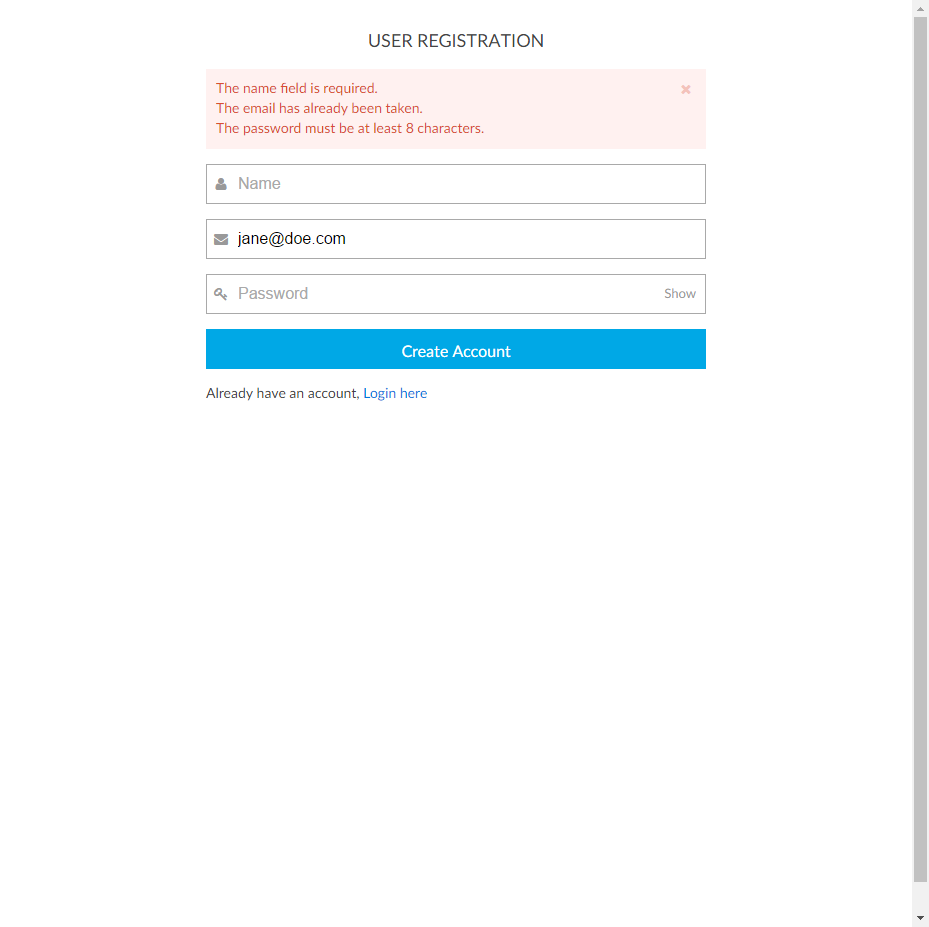 USER REGISTRATION
The name field is required.
The email has already been taken.
The password must be at least 8 characters.
Name
jane@doe.com
Password Show
Create Account
Already have an account, Login here